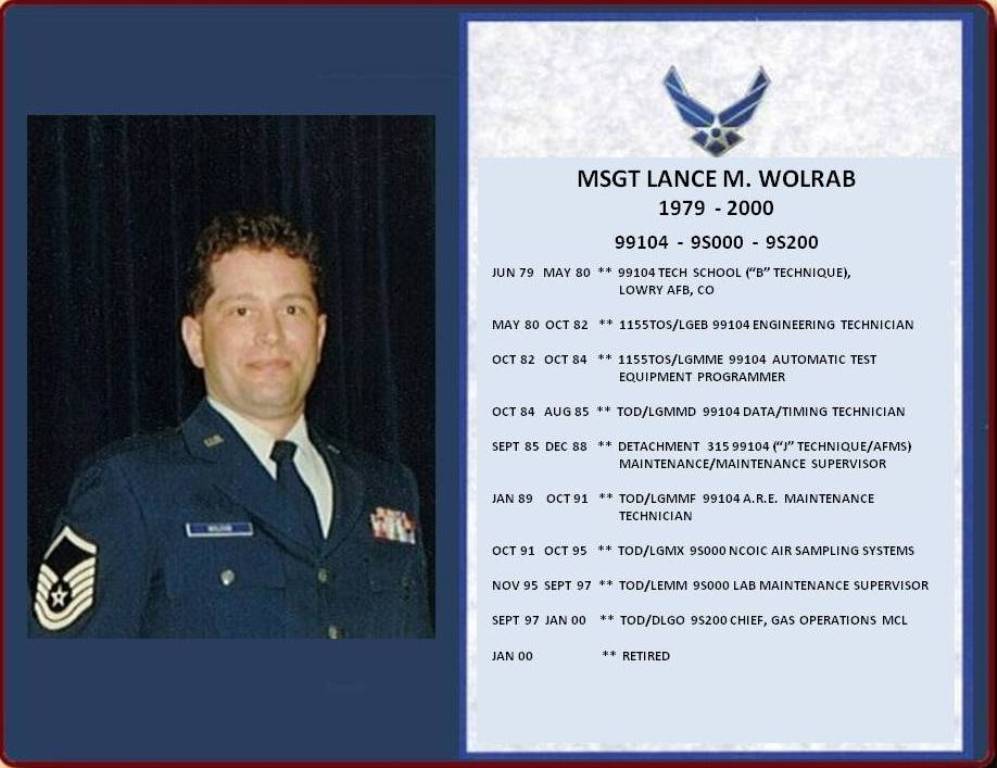 MSGT LANCE M. WOLRAB
1979 - 2000
99104 - 9S000 - 9S200
JUN 79 MAY 80 ** 99104 TECH SCHOOL (“B” TECHNIQUE),
LOWRY AFB, CO
MAY 80 OCT 82 ** 1155TOS/LGEB 99104 ENGINEERING TECHNICIAN
OCT 82 OCT 84 ** 1155TOS/LGMME 99104 AUTOMATIC TEST
EQUIPMENT PROGRAMMER
OCT 84 AUG 85 ** TOD/LGMMD 99104 DATA/TIMING TECHNICIAN
SEPT 85 DEC 88 ** DETACHMENT 315 99104 (“J” TECHNIQUE/AFMS)
MAINTENANCE/MAINTENANCE SUPERVISOR
JAN 89 OCT 91 ** TOD/LGMMF 99104 A.R.E. MAINTENANCE
TECHNICIAN
OCT 91 OCT 95 ** TOD/LGMX 9S000 NCOIC AIR SAMPLING SYSTEMS
NOV 95 SEPT 97 ** TOD/LEMM 9S000 LAB MAINTENANCE SUPERVISOR
SEPT 97 JAN 00 ** TOD/DLGO 9S200 CHIEF, GAS OPERATIONS MCL
JAN 00 ** RETIRED